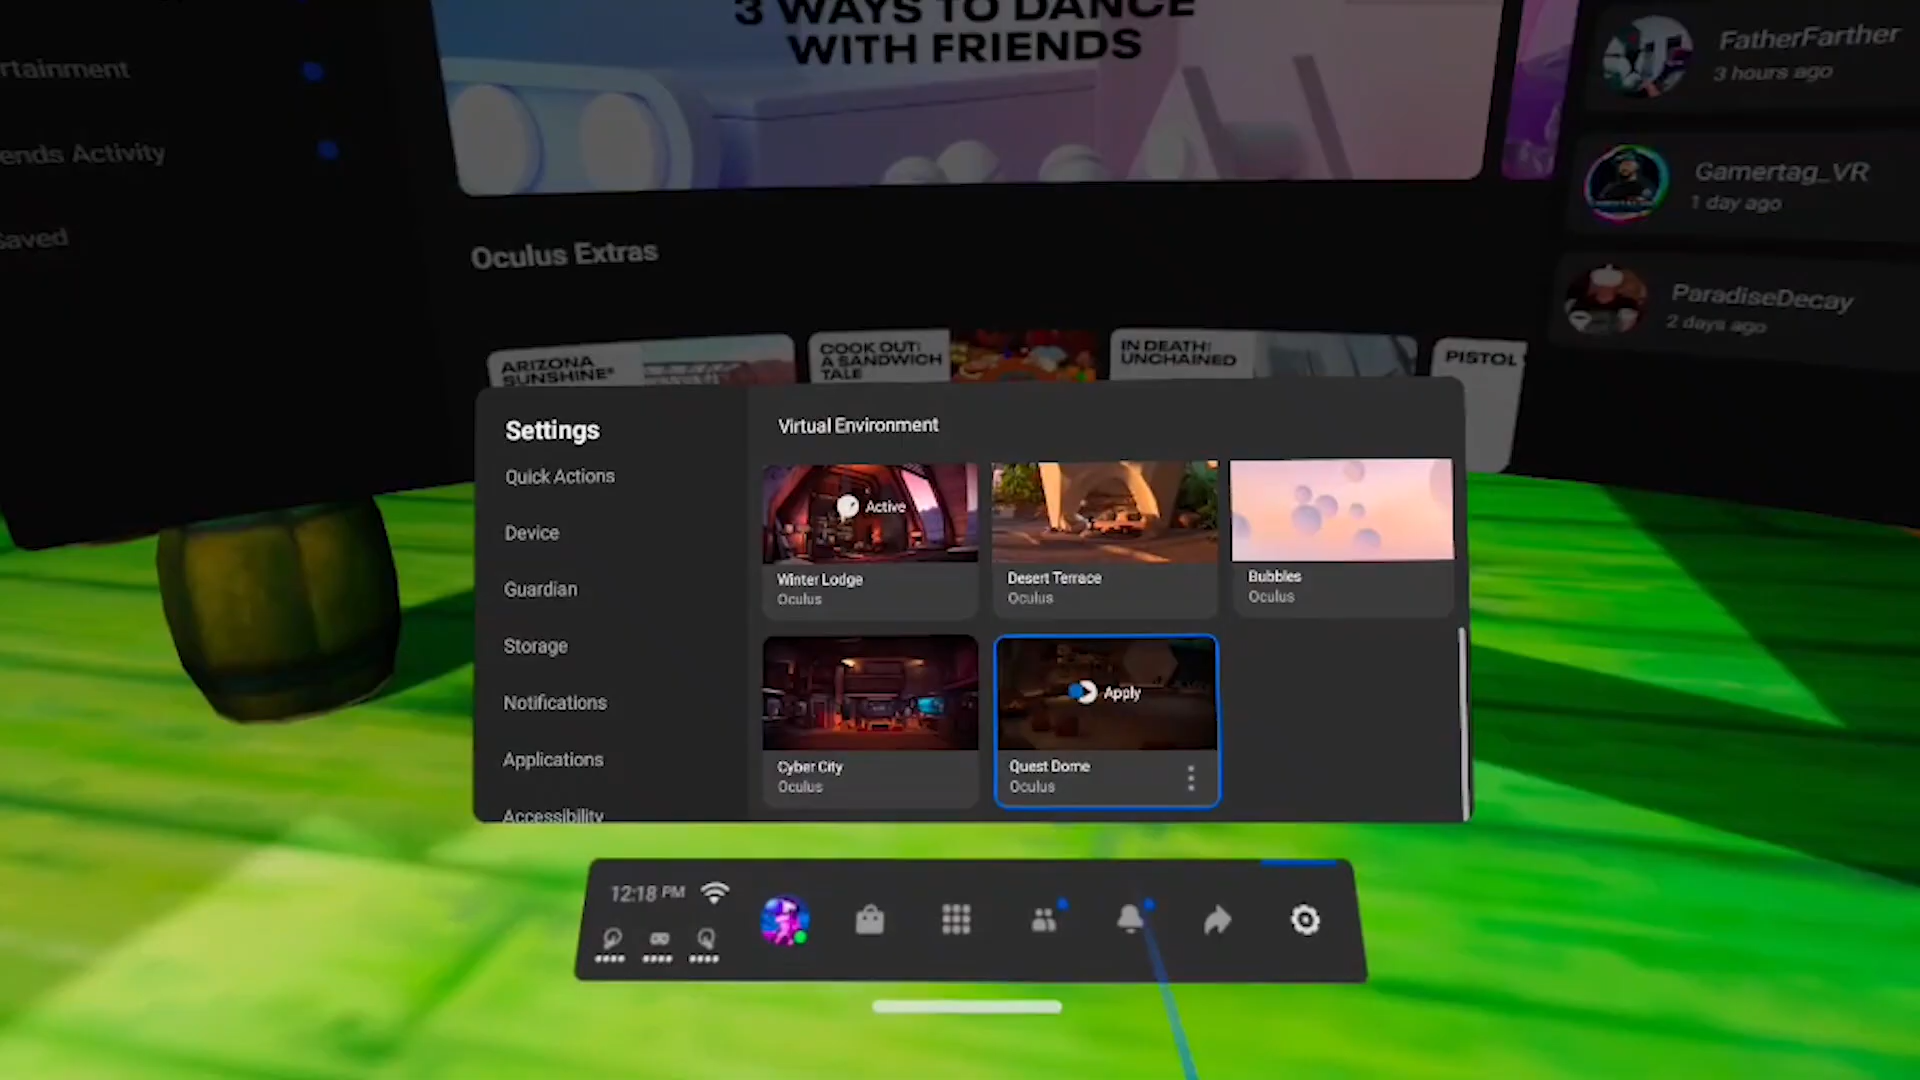 3 WAYS TO DANCE
WITH FRIENDS
rtainment
ends Activity
Saved
FatherFarther
3 hours ago
Gamertag_VR
1 day ago
ParadiseDecay
2 days ago
Oculus Extras
ARIZONA
SUNSHINE®
COOK OUT:
A SANDWICH
TALE
IN DEATH:
UNCHAINED
PISTOL
Settings
Quick Actions
Device
Guardian
Storage
Notifications
Applications
Accessibility
Virtual Environment
Active
Winter Lodge
Oculus
Desert Terrace
Oculus
Bubbles
Oculus
Cyber City
Oculus
Apply
Quest Dome
Oculus
12:18 PM